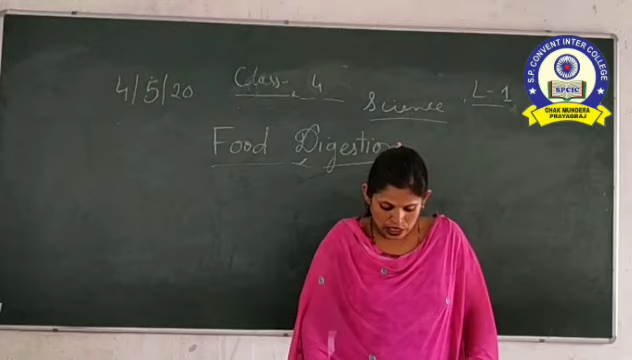 4/5/20 Class- 4 Science L-1
Food Digestion
S.P. CONVENT INTER COLLEGE
SPCIC
CHAK MUNDERA
PRAYAGRAJ